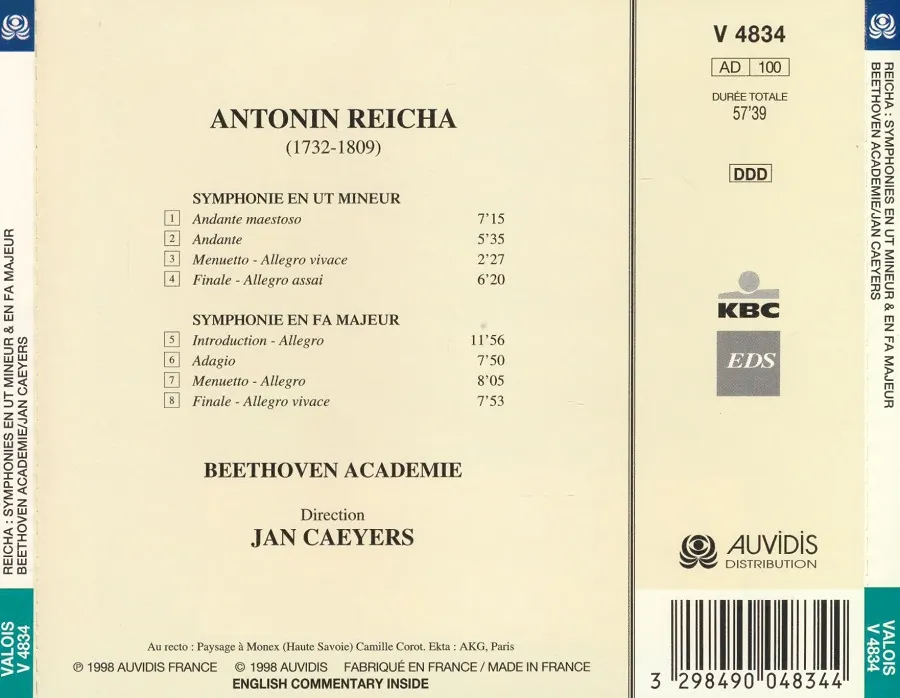 ANTONIN REICHA
(1732-1809)
SYMPHONIE EN UT MINEUR
1 Andante maestoso 7'15
2 Andante 5'35
3 Menuetto - Allegro vivace 2'27
4 Finale - Allegro assai 6'20
SYMPHONIE EN FA MAJEUR
5 Introduction - Allegro 11'56
6 Adagio 7'50
7 Menuetto - Allegro 8'05
8 Finale - Allegro vivace 7'53
BEETHOVEN ACADEMIE
Direction
JAN CAEYERS
Au recto : Paysage à Monex (Haute Savoie) Camille Corot. Ekta : AKG, Paris
℗ 1998 AUVIDIS FRANCE © 1998 AUVIDIS FABRIQUÉ EN FRANCE / MADE IN FRANCE
ENGLISH COMMENTARY INSIDE
V 4834
AD 100
DURÉE TOTALE
57'39
DDD
KBC
EDS
AUVIDIS
DISTRIBUTION
3 298490 048344
REICHA : SYMPHONIES EN UT MINEUR & EN FA MAJEUR
BEETHOVEN ACADEMIE/JAN CAEYERS
VALOIS
V 4834
REICHA : SYMPHONIES EN UT MINEUR & EN FA MAJEUR
BEETHOVEN ACADEMIE/JAN CAEYERS
VALOIS
V 4834